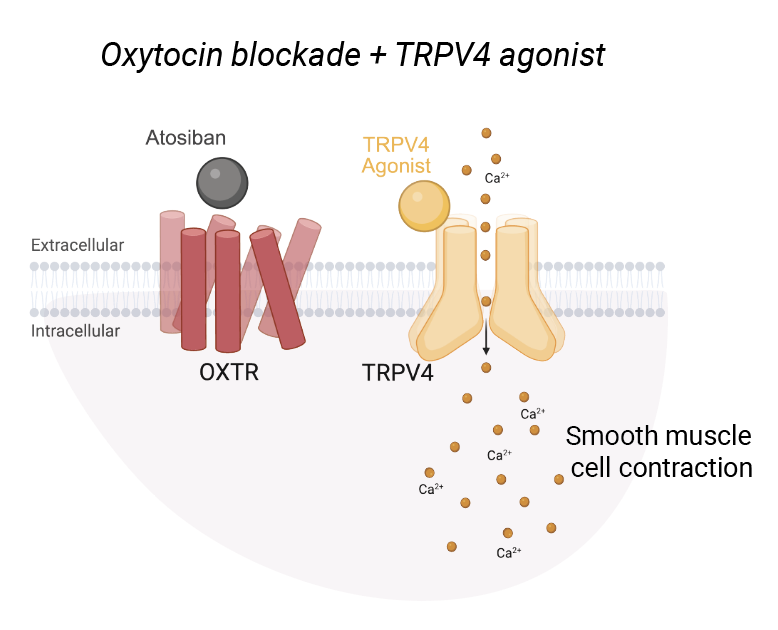 Oxytocin blockade + TRPV4 agonist
Atosiban
TRPV4
Agonist
Ca²⁺
Extracellular
Intracellular
OXTR
TRPV4
Ca²⁺
Smooth muscle
cell contraction
Ca²⁺
Ca²⁺
Ca²⁺